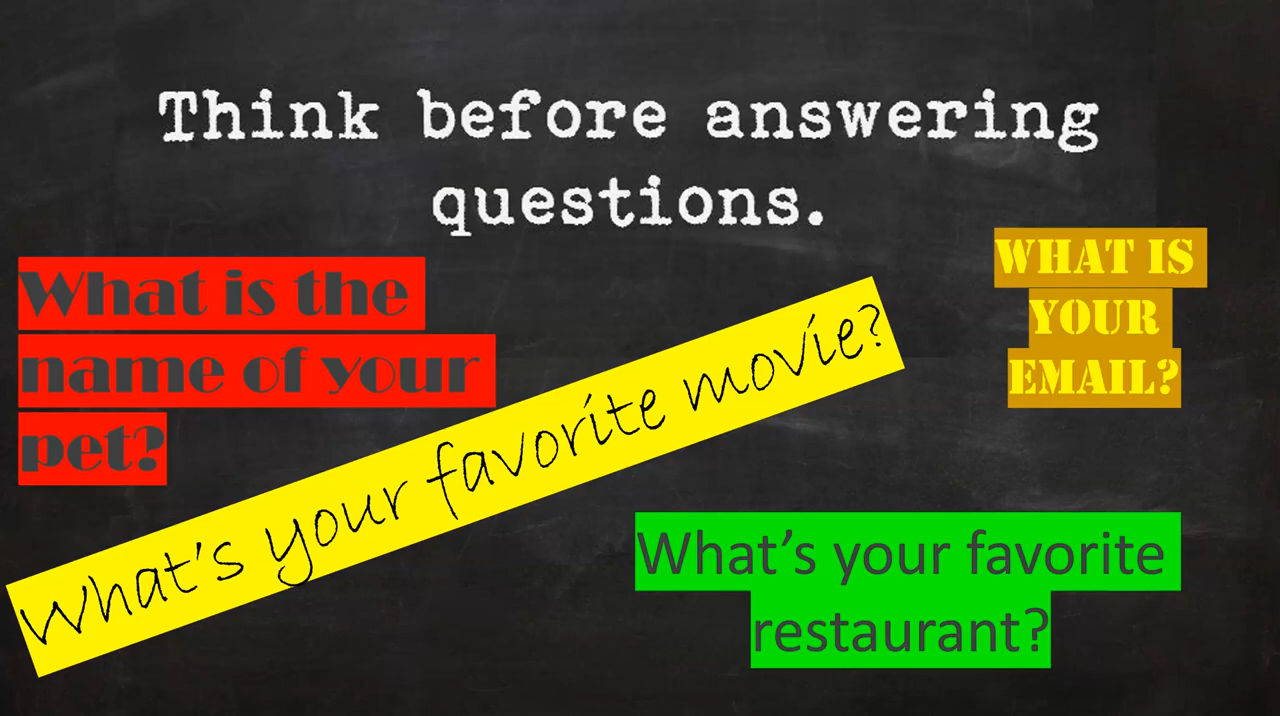 Think before answering
questions.
What is the
name of your
pet?
What's your favorite movie?
WHAT IS
YOUR
EMAIL?
What's your favorite
restaurant?